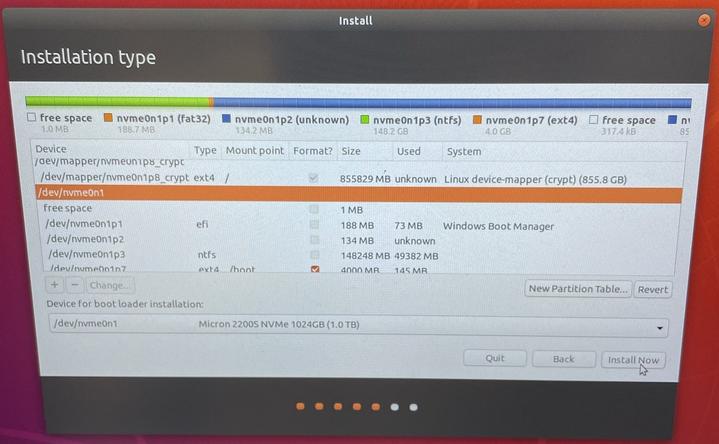 Install
Installation type
free space nvme0n1p1 (fat32) nvme0n1p2 (unknown) nvme0n1p3 (ntfs) nvme0n1p7 (ext4) free space
1.0 MB 188.7 MB 134.2 MB 148.2 GB 4.0 GB 317.4 kB 85
Device Type Mount point Format? Size Used System
/dev/mapper/nvme0n1p8_crypt
/dev/mapper/nvme0n1p8_crypt ext4 / 855829 MB unknown Linux device-mapper (crypt) (855.8 GB)
/dev/nvme0n1
free space 1 MB
/dev/nvme0n1p1 efi 188 MB 73 MB Windows Boot Manager
/dev/nvme0n1p2 134 MB unknown
/dev/nvme0n1p3 ntfs 148248 MB 49382 MB
/dev/nvme0n1p7 ext4 /boot 4000 MB 145 MB
+ − Change... New Partition Table... Revert
Device for boot loader installation:
/dev/nvme0n1 Micron 2200S NVMe 1024GB (1.0 TB)
Quit Back Install Now